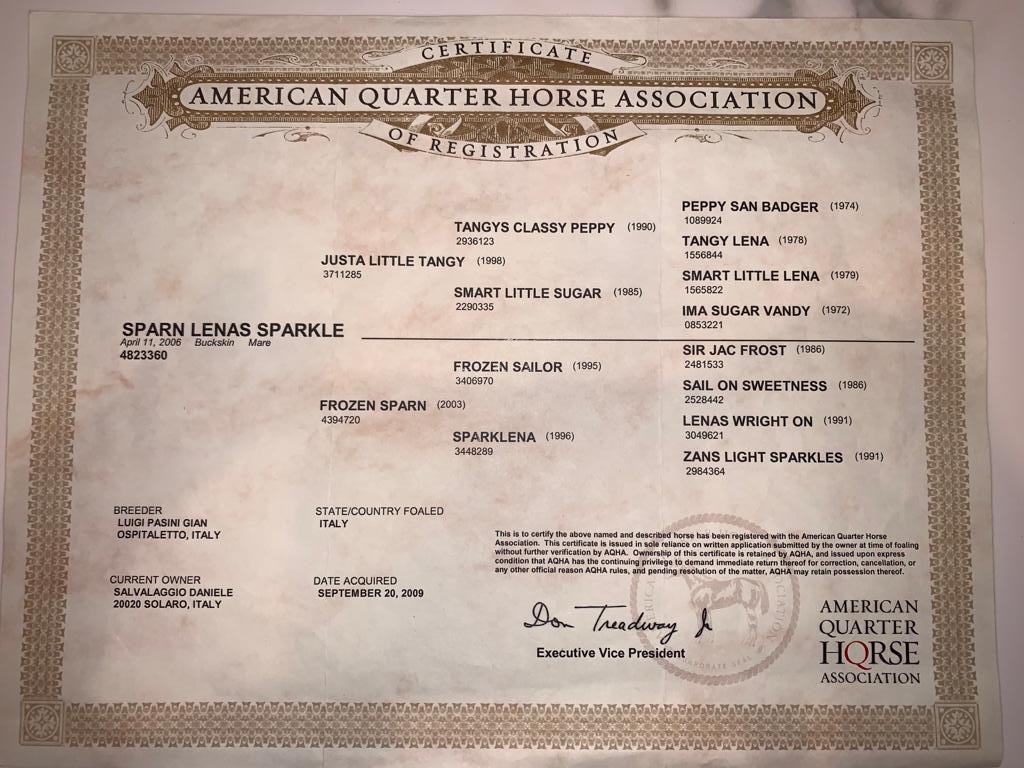 CERTIFICATE
AMERICAN QUARTER HORSE ASSOCIATION
OF REGISTRATION
PEPPY SAN BADGER (1974)
1089924
TANGYS CLASSY PEPPY (1990)
2936123
TANGY LENA (1978)
1556844
JUSTA LITTLE TANGY (1998)
3711285
SMART LITTLE LENA (1979)
1565822
SMART LITTLE SUGAR (1985)
2290335
IMA SUGAR VANDY (1972)
0853221
SPARN LENAS SPARKLE
April 11, 2006 Buckskin Mare
4823360
SIR JAC FROST (1986)
2481533
FROZEN SAILOR (1995)
3406970
SAIL ON SWEETNESS (1986)
2528442
FROZEN SPARN (2003)
4394720
LENAS WRIGHT ON (1991)
3049621
SPARKLENA (1996)
3448289
ZANS LIGHT SPARKLES (1991)
2984364
BREEDER
LUIGI PASINI GIAN
OSPITALETTO, ITALY
STATE/COUNTRY FOALED
ITALY
CURRENT OWNER
SALVALAGGIO DANIELE
20020 SOLARO, ITALY
DATE ACQUIRED
SEPTEMBER 20, 2009
This is to certify the above named and described horse has been registered with the American Quarter Horse
Association. This certificate is issued in sole reliance on written application submitted by the owner at time of foaling
without further verification by AQHA. Ownership of this certificate is retained by AQHA, and issued upon express
condition that AQHA has the continuing privilege to demand immediate return thereof for correction, cancellation, or
any other official reason AQHA rules, and pending resolution of the matter, AQHA may retain possession thereof.
Don Treadway Jr
Executive Vice President
AMERICAN
QUARTER
HORSE
ASSOCIATION